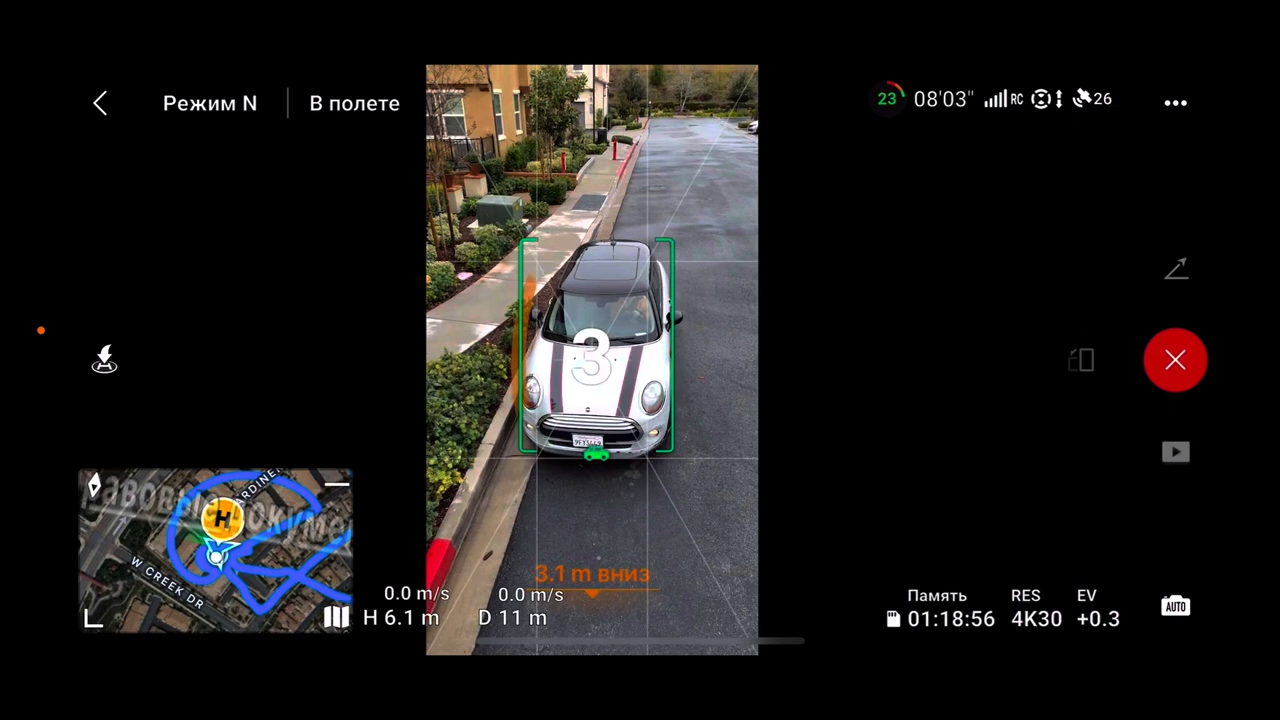 Режим N
В полете
23
08'03"
RC
26
3
9FXS449
3.1 m вниз
0.0 m/s
0.0 m/s
H 6.1 m
D 11 m
H
W CREEK DR
Память
RES
EV
01:18:56
4K30
+0.3
AUTO